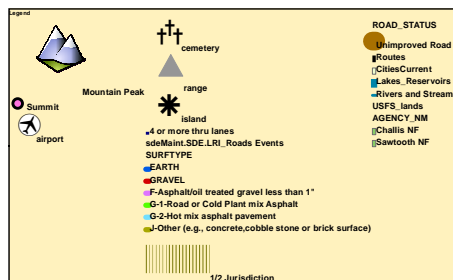 Legend
cemetery
Mountain Peak
range
Summit
island
airport
4 or more thru lanes
sdeMaint.SDE.LRI_Roads Events
SURFTYPE
EARTH
GRAVEL
F-Asphalt/oil treated gravel less than 1"
G-1-Road or Cold Plant mix Asphalt
G-2-Hot mix asphalt pavement
J-Other (e.g., concrete,cobble stone or brick surface)
1/2 Jurisdiction
ROAD_STATUS
Unimproved Road
Routes
CitiesCurrent
Lakes_Reservoirs
Rivers and Stream
USFS_lands
AGENCY_NM
Challis NF
Sawtooth NF